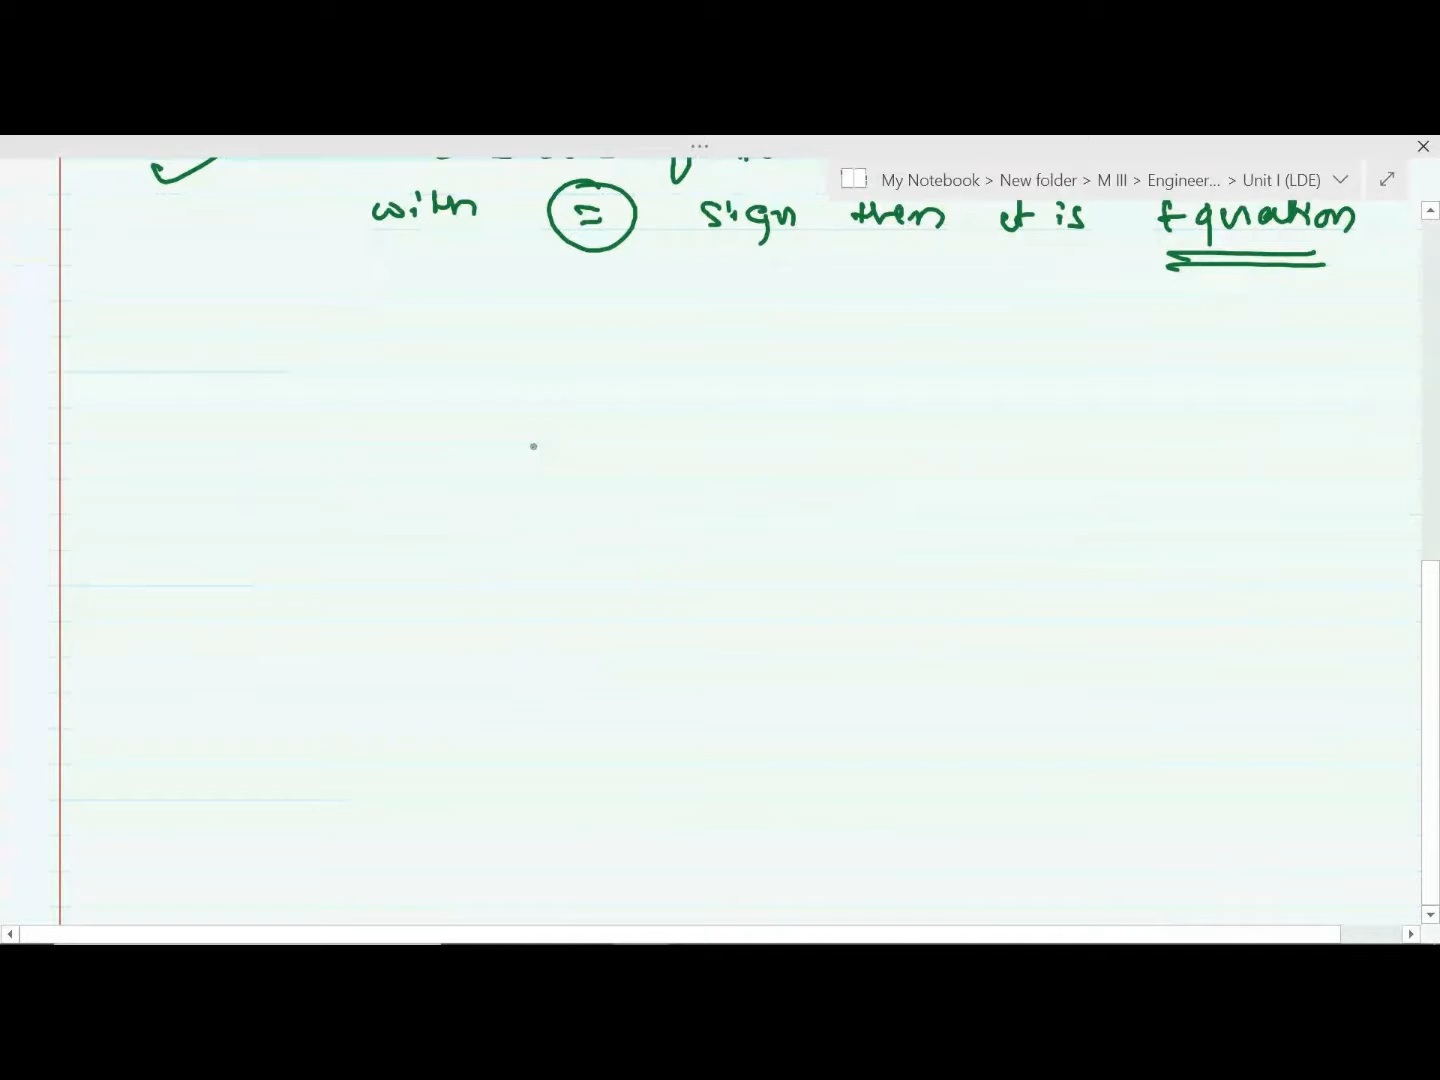 My Notebook > New folder > M III > Engineer... > Unit I (LDE)
with = sign then it is Equation